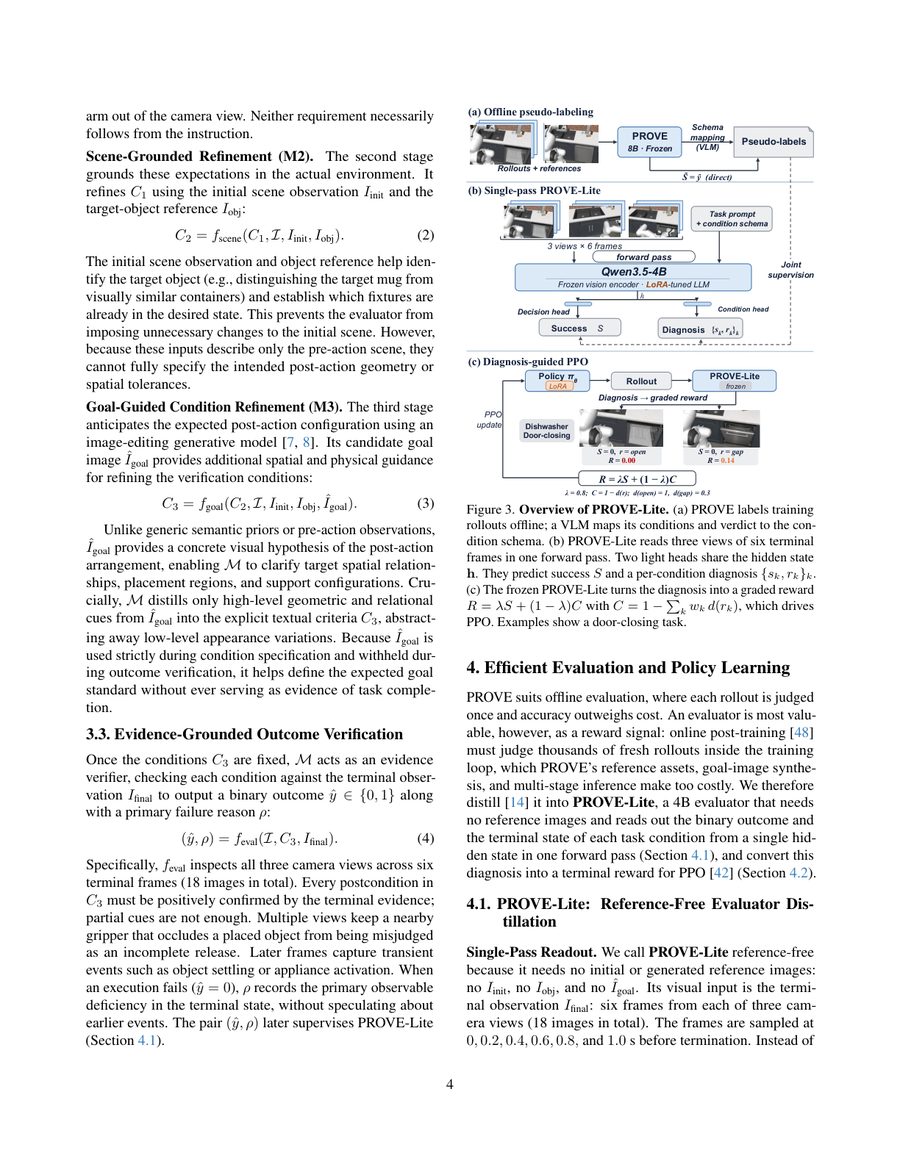 arm out of the camera view. Neither requirement necessarily
follows from the instruction.
Scene-Grounded Refinement (M2). The second stage
grounds these expectations in the actual environment. It
refines C₁ using the initial scene observation I_init and the
target-object reference I_obj:
C₂ = f_scene(C₁, ℐ, I_init, I_obj). (2)
The initial scene observation and object reference help iden-
tify the target object (e.g., distinguishing the target mug from
visually similar containers) and establish which fixtures are
already in the desired state. This prevents the evaluator from
imposing unnecessary changes to the initial scene. However,
because these inputs describe only the pre-action scene, they
cannot fully specify the intended post-action geometry or
spatial tolerances.
Goal-Guided Condition Refinement (M3). The third stage
anticipates the expected post-action configuration using an
image-editing generative model [7, 8]. Its candidate goal
image Î_goal provides additional spatial and physical guidance
for refining the verification conditions:
C₃ = f_goal(C₂, ℐ, I_init, I_obj, Î_goal). (3)
Unlike generic semantic priors or pre-action observations,
Î_goal provides a concrete visual hypothesis of the post-action
arrangement, enabling ℳ to clarify target spatial relation-
ships, placement regions, and support configurations. Cru-
cially, ℳ distills only high-level geometric and relational
cues from Î_goal into the explicit textual criteria C₃, abstract-
ing away low-level appearance variations. Because Î_goal is
used strictly during condition specification and withheld dur-
ing outcome verification, it helps define the expected goal
standard without ever serving as evidence of task comple-
tion.
3.3. Evidence-Grounded Outcome Verification
Once the conditions C₃ are fixed, ℳ acts as an evidence
verifier, checking each condition against the terminal obser-
vation I_final to output a binary outcome ŷ ∈ {0, 1} along
with a primary failure reason ρ:
(ŷ, ρ) = f_eval(ℐ, C₃, I_final). (4)
Specifically, f_eval inspects all three camera views across six
terminal frames (18 images in total). Every postcondition in
C₃ must be positively confirmed by the terminal evidence;
partial cues are not enough. Multiple views keep a nearby
gripper that occludes a placed object from being misjudged
as an incomplete release. Later frames capture transient
events such as object settling or appliance activation. When
an execution fails (ŷ = 0), ρ records the primary observable
deficiency in the terminal state, without speculating about
earlier events. The pair (ŷ, ρ) later supervises PROVE-Lite
(Section 4.1).
(a) Offline pseudo-labeling
Rollouts + references
PROVE
8B · Frozen
Schema
mapping
(VLM)
Pseudo-labels
Ŝ = ŷ (direct)
(b) Single-pass PROVE-Lite
3 views × 6 frames
Task prompt
+ condition schema
forward pass
Qwen3.5-4B
Frozen vision encoder · LoRA-tuned LLM
h
Joint
supervision
Decision head
Condition head
Success S
Diagnosis {s_k, r_k}_k
(c) Diagnosis-guided PPO
Policy π_θ
LoRA
Rollout
PROVE-Lite
frozen
Diagnosis → graded reward
PPO
update
Dishwasher
Door-closing
S = 0, r = open
R = 0.00
S = 0, r = gap
R = 0.14
R = λS + (1 − λ)C
λ = 0.8; C = 1 − d(r); d(open) = 1, d(gap) = 0.3
Figure 3. Overview of PROVE-Lite. (a) PROVE labels training
rollouts offline; a VLM maps its conditions and verdict to the con-
dition schema. (b) PROVE-Lite reads three views of six terminal
frames in one forward pass. Two light heads share the hidden state
h. They predict success S and a per-condition diagnosis {s_k, r_k}_k.
(c) The frozen PROVE-Lite turns the diagnosis into a graded reward
R = λS + (1 − λ)C with C = 1 − ∑_k w_k d(r_k), which drives
PPO. Examples show a door-closing task.
4. Efficient Evaluation and Policy Learning
PROVE suits offline evaluation, where each rollout is judged
once and accuracy outweighs cost. An evaluator is most valu-
able, however, as a reward signal: online post-training [48]
must judge thousands of fresh rollouts inside the training
loop, which PROVE's reference assets, goal-image synthe-
sis, and multi-stage inference make too costly. We therefore
distill [14] it into PROVE-Lite, a 4B evaluator that needs
no reference images and reads out the binary outcome and
the terminal state of each task condition from a single hid-
den state in one forward pass (Section 4.1), and convert this
diagnosis into a terminal reward for PPO [42] (Section 4.2).
4.1. PROVE-Lite: Reference-Free Evaluator Dis-
tillation
Single-Pass Readout. We call PROVE-Lite reference-free
because it needs no initial or generated reference images:
no I_init, no I_obj, and no Î_goal. Its visual input is the termi-
nal observation I_final: six frames from each of three cam-
era views (18 images in total). The frames are sampled at
0, 0.2, 0.4, 0.6, 0.8, and 1.0 s before termination. Instead of
4